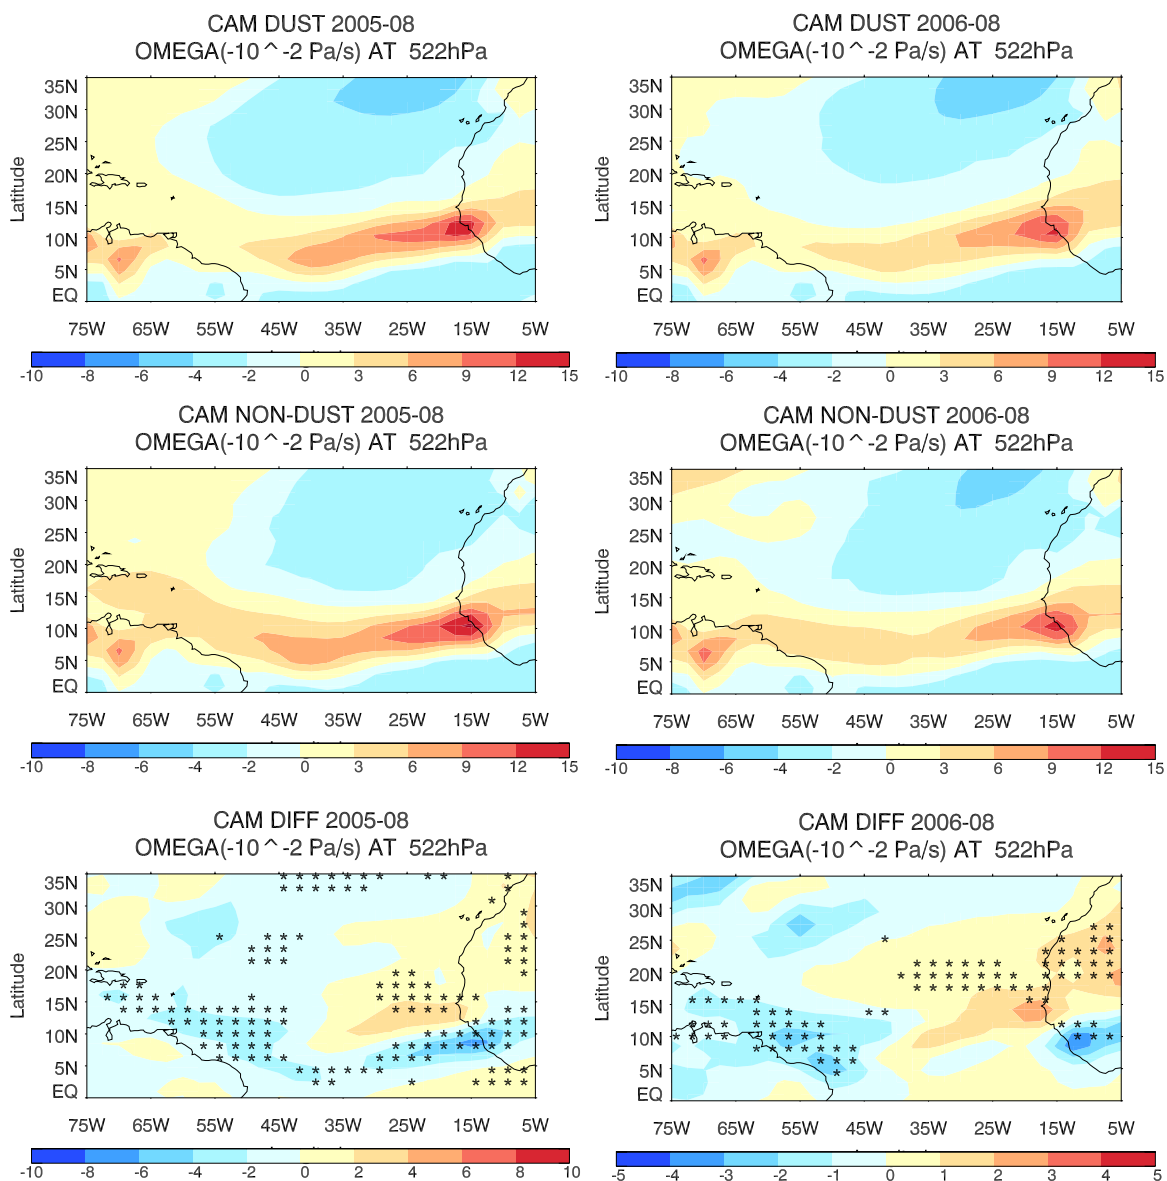 CAM DUST 2005-08
OMEGA(-10^-2 Pa/s) AT 522hPa
Latitude
35N
30N
25N
20N
15N
10N
5N
EQ
75W 65W 55W 45W 35W 25W 15W 5W
-10 -8 -6 -4 -2 0 3 6 9 12 15
CAM DUST 2006-08
OMEGA(-10^-2 Pa/s) AT 522hPa
Latitude
35N
30N
25N
20N
15N
10N
5N
EQ
75W 65W 55W 45W 35W 25W 15W 5W
-10 -8 -6 -4 -2 0 3 6 9 12 15
CAM NON-DUST 2005-08
OMEGA(-10^-2 Pa/s) AT 522hPa
Latitude
35N
30N
25N
20N
15N
10N
5N
EQ
75W 65W 55W 45W 35W 25W 15W 5W
-10 -8 -6 -4 -2 0 3 6 9 12 15
CAM NON-DUST 2006-08
OMEGA(-10^-2 Pa/s) AT 522hPa
Latitude
35N
30N
25N
20N
15N
10N
5N
EQ
75W 65W 55W 45W 35W 25W 15W 5W
-10 -8 -6 -4 -2 0 3 6 9 12 15
CAM DIFF 2005-08
OMEGA(-10^-2 Pa/s) AT 522hPa
Latitude
35N
30N
25N
20N
15N
10N
5N
EQ
75W 65W 55W 45W 35W 25W 15W 5W
-10 -8 -6 -4 -2 0 2 4 6 8 10
CAM DIFF 2006-08
OMEGA(-10^-2 Pa/s) AT 522hPa
Latitude
35N
30N
25N
20N
15N
10N
5N
EQ
75W 65W 55W 45W 35W 25W 15W 5W
-5 -4 -3 -2 -1 0 1 2 3 4 5